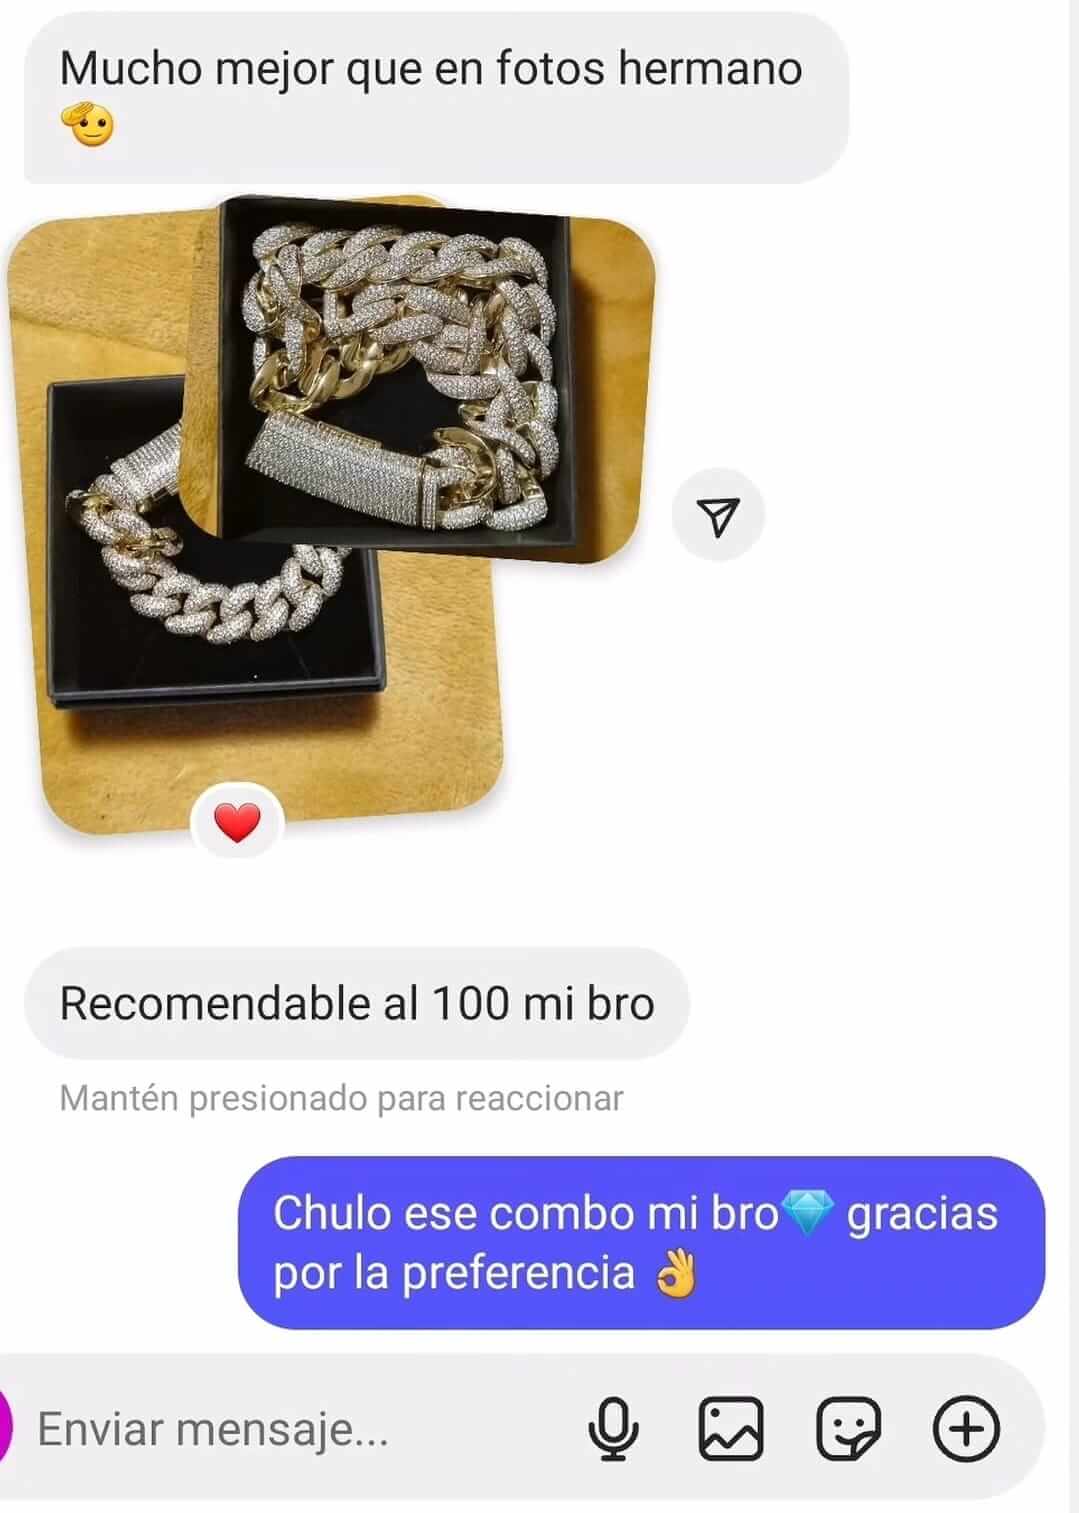 Mucho mejor que en fotos hermano
🫡
Recomendable al 100 mi bro
Mantén presionado para reaccionar
Chulo ese combo mi bro💎 gracias
por la preferencia 👌
Enviar mensaje...